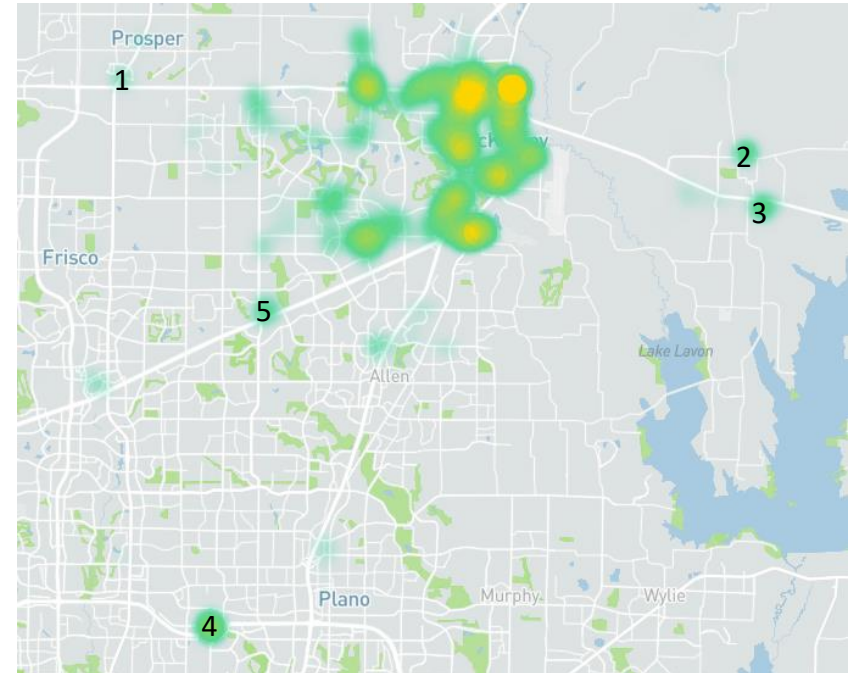 Prosper
1
2
3
Frisco
5
Lake Lavon
Allen
Plano
Murphy
Wylie
4